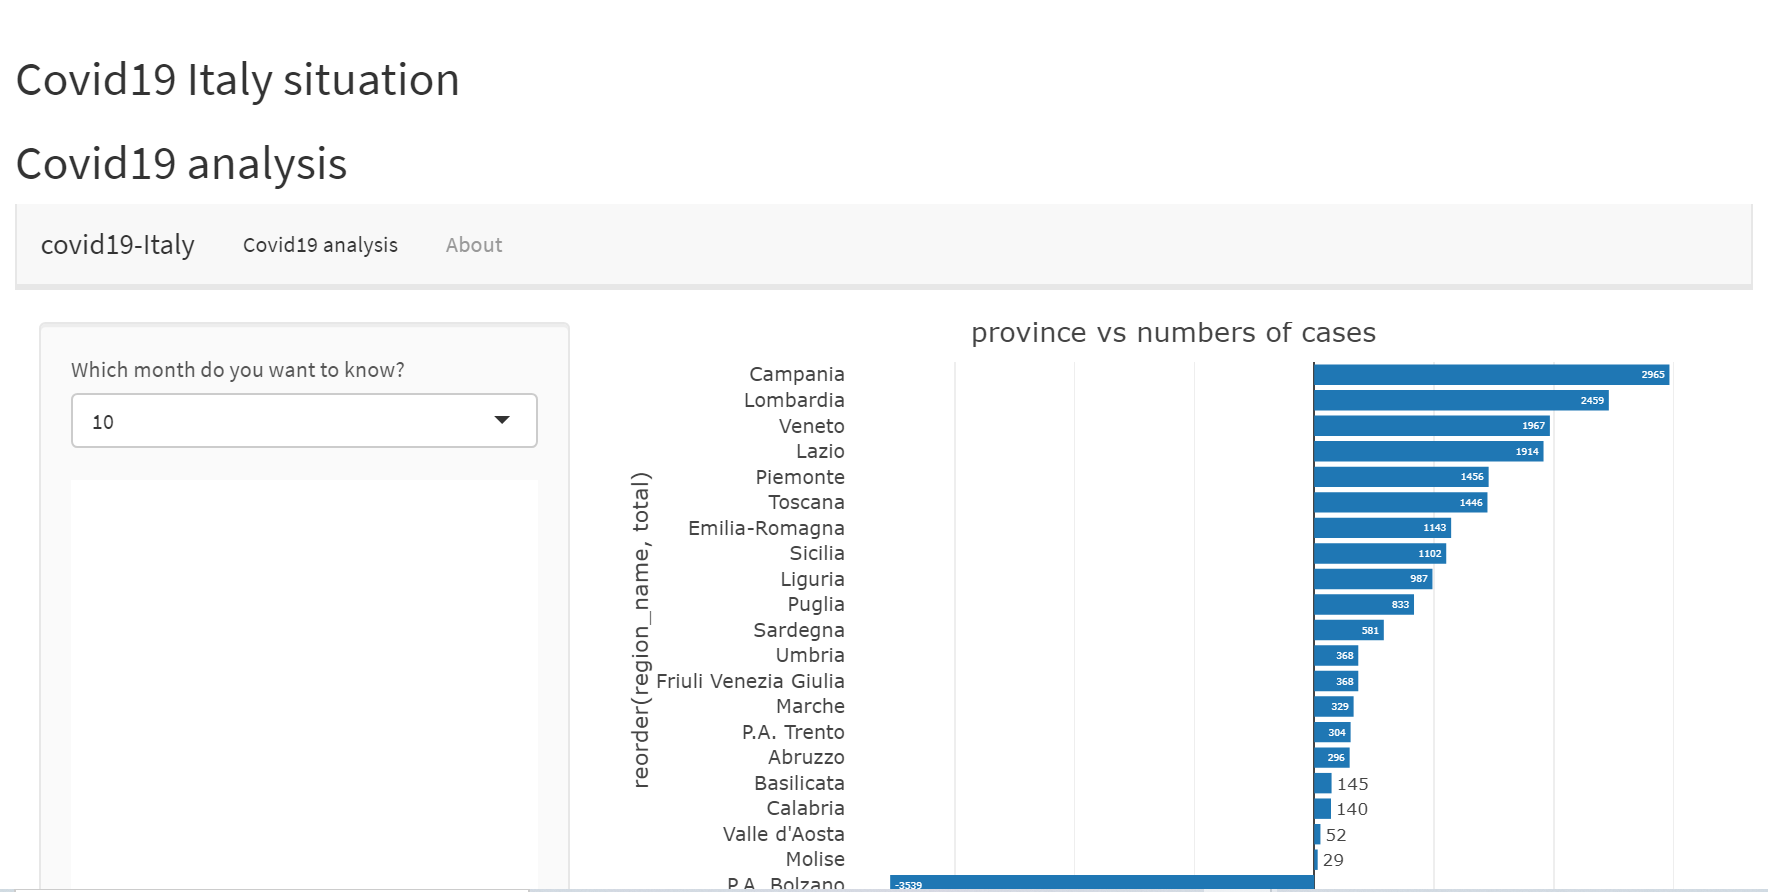 Covid19 Italy situation
Covid19 analysis
covid19-Italy Covid19 analysis About
Which month do you want to know?
10
province vs numbers of cases
reorder(region_name, total)
Campania 2965
Lombardia 2459
Veneto 1967
Lazio 1914
Piemonte 1456
Toscana 1446
Emilia-Romagna 1143
Sicilia 1102
Liguria 987
Puglia 833
Sardegna 581
Umbria 368
Friuli Venezia Giulia 368
Marche 329
P.A. Trento 304
Abruzzo 296
Basilicata 145
Calabria 140
Valle d'Aosta 52
Molise 29
P.A. Bolzano -3539